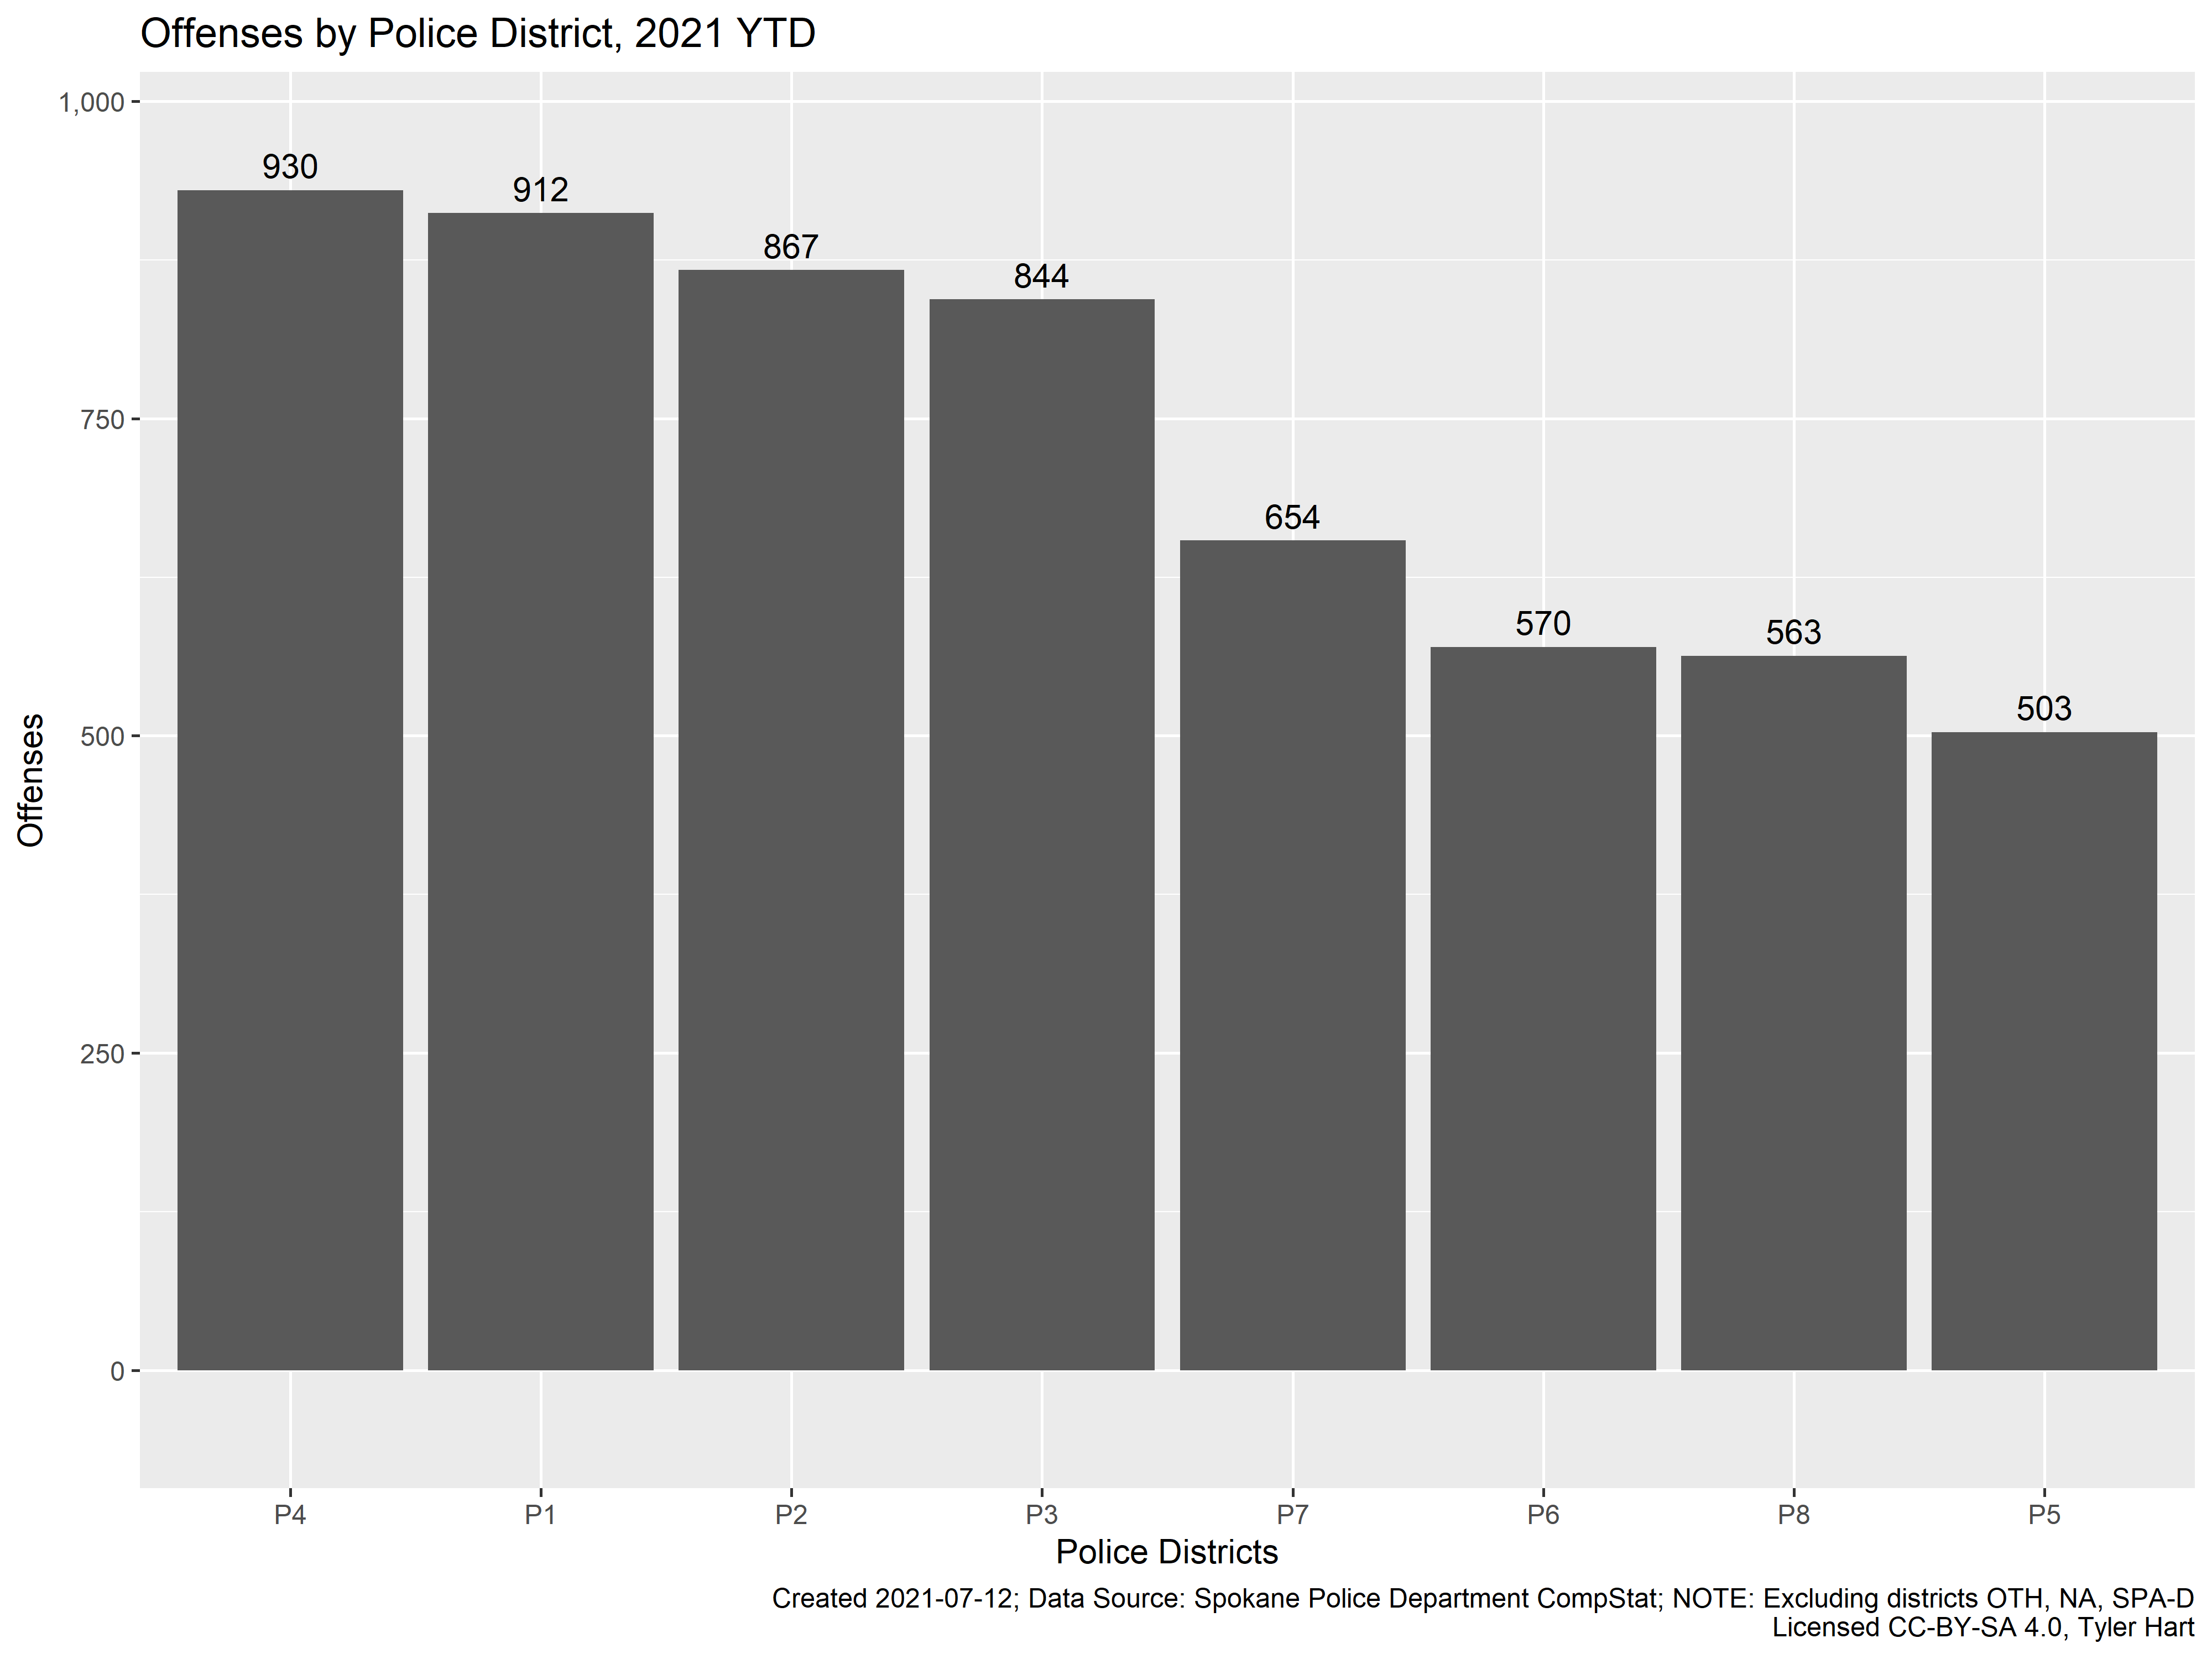 Offenses by Police District, 2021 YTD
1,000
930
912
867
844
750
654
570
563
503
500
250
0
Offenses
P4 P1 P2 P3 P7 P6 P8 P5
Police Districts
Created 2021-07-12; Data Source: Spokane Police Department CompStat; NOTE: Excluding districts OTH, NA, SPA-D
Licensed CC-BY-SA 4.0, Tyler Hart